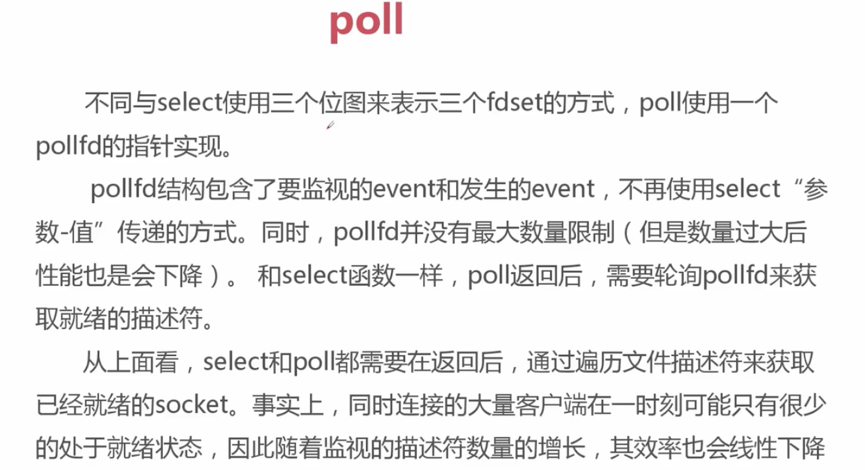 poll
不同与select使用三个位图来表示三个fdset的方式，poll使用一个
pollfd的指针实现。
pollfd结构包含了要监视的event和发生的event，不再使用select“参
数-值”传递的方式。同时，pollfd并没有最大数量限制（但是数量过大后
性能也是会下降）。 和select函数一样，poll返回后，需要轮询pollfd来获
取就绪的描述符。
从上面看，select和poll都需要在返回后，通过遍历文件描述符来获取
已经就绪的socket。事实上，同时连接的大量客户端在一时刻可能只有很少
的处于就绪状态，因此随着监视的描述符数量的增长，其效率也会线性下降